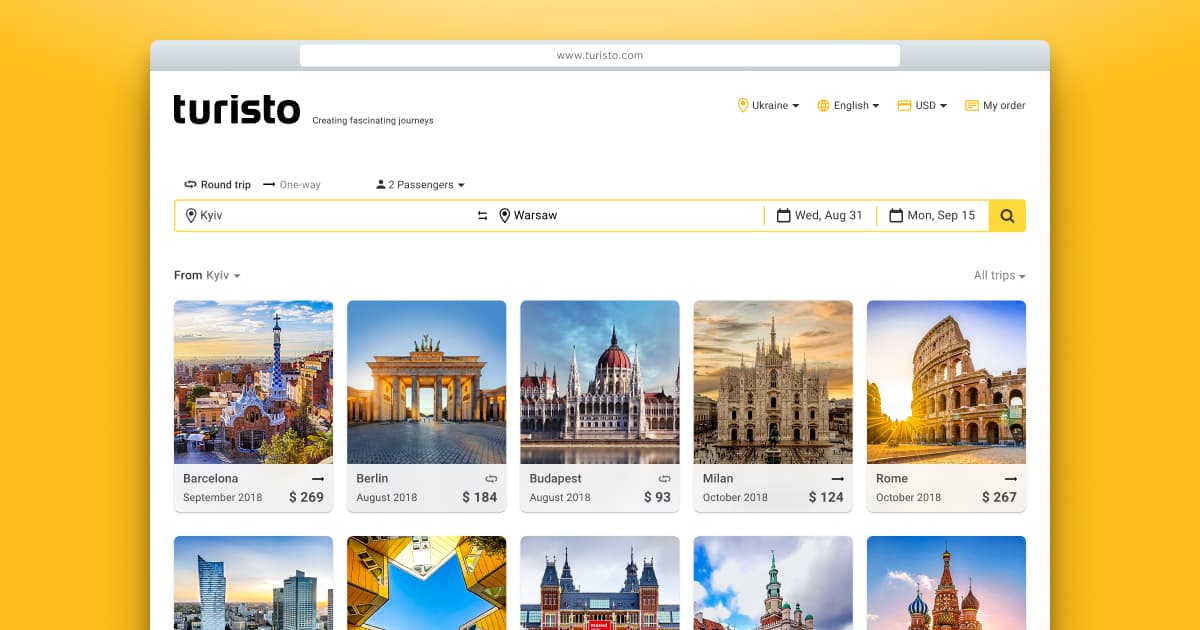 www.turisto.com
turisto
Creating fascinating journeys
Ukraine
English
USD
My order
Round trip
One-way
2 Passengers
Kyiv
Warsaw
Wed, Aug 31
Mon, Sep 15
From Kyiv
All trips
Barcelona
September 2018
$ 269
Berlin
August 2018
$ 184
Budapest
August 2018
$ 93
Milan
October 2018
$ 124
Rome
October 2018
$ 267